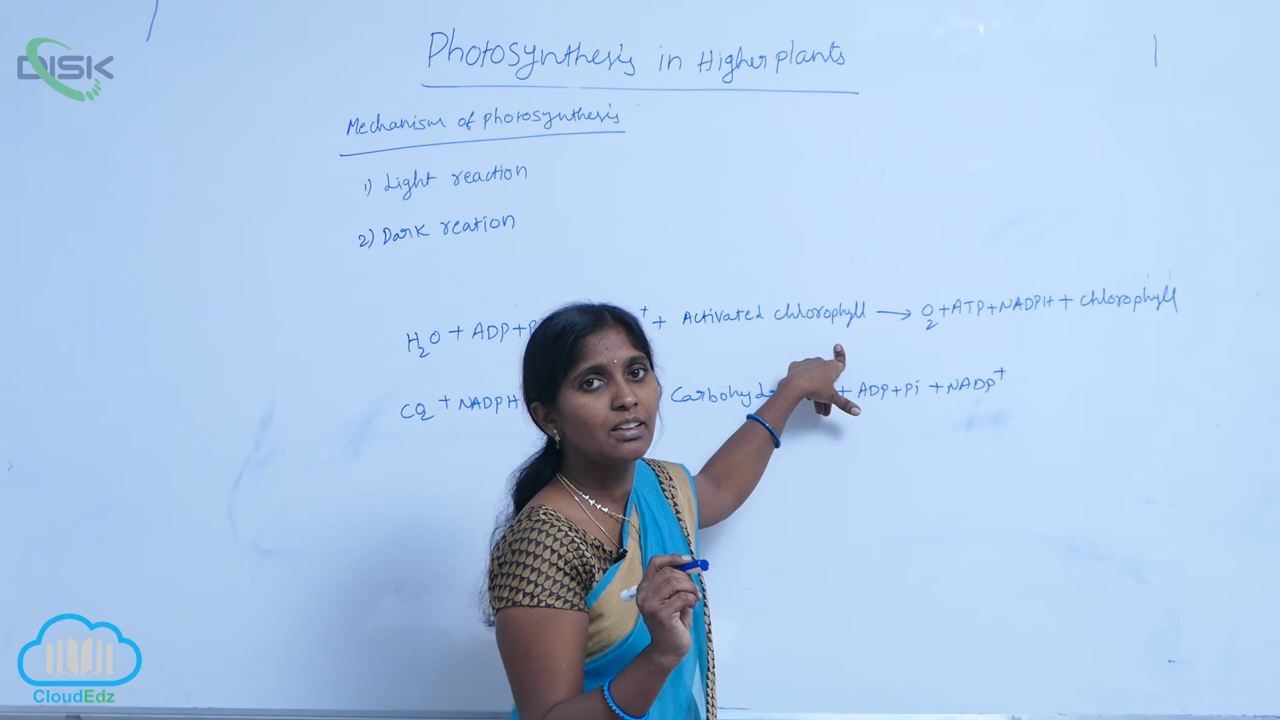 DISK
Photosynthesis in Higher plants
Mechanism of photosynthesis
1) Light reaction
2) Dark reation
H2O + ADP + P + + Activated chlorophyll → O2 + ATP + NADPH + chlorophyll
CO2 + NADPH + ADP + Pi + NADP+
CloudEdz